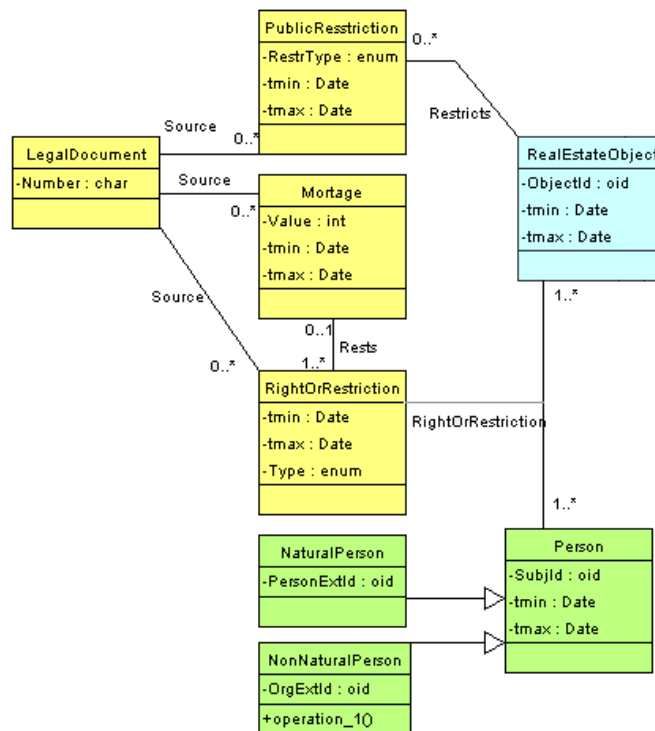 PublicResstriction
-RestrType : enum
-tmin : Date
-tmax : Date
0..*
Restricts
Source
0..*
LegalDocument
-Number : char
RealEstateObject
-ObjectId : oid
-tmin : Date
-tmax : Date
Source
0..*
Mortage
-Value : int
-tmin : Date
-tmax : Date
Source
0..*
0..1
1..*
Rests
1..*
RightOrRestriction
-tmin : Date
-tmax : Date
-Type : enum
RightOrRestriction
1..*
NaturalPerson
-PersonExtId : oid
Person
-SubjId : oid
-tmin : Date
-tmax : Date
NonNaturalPerson
-OrgExtId : oid
+operation_1()